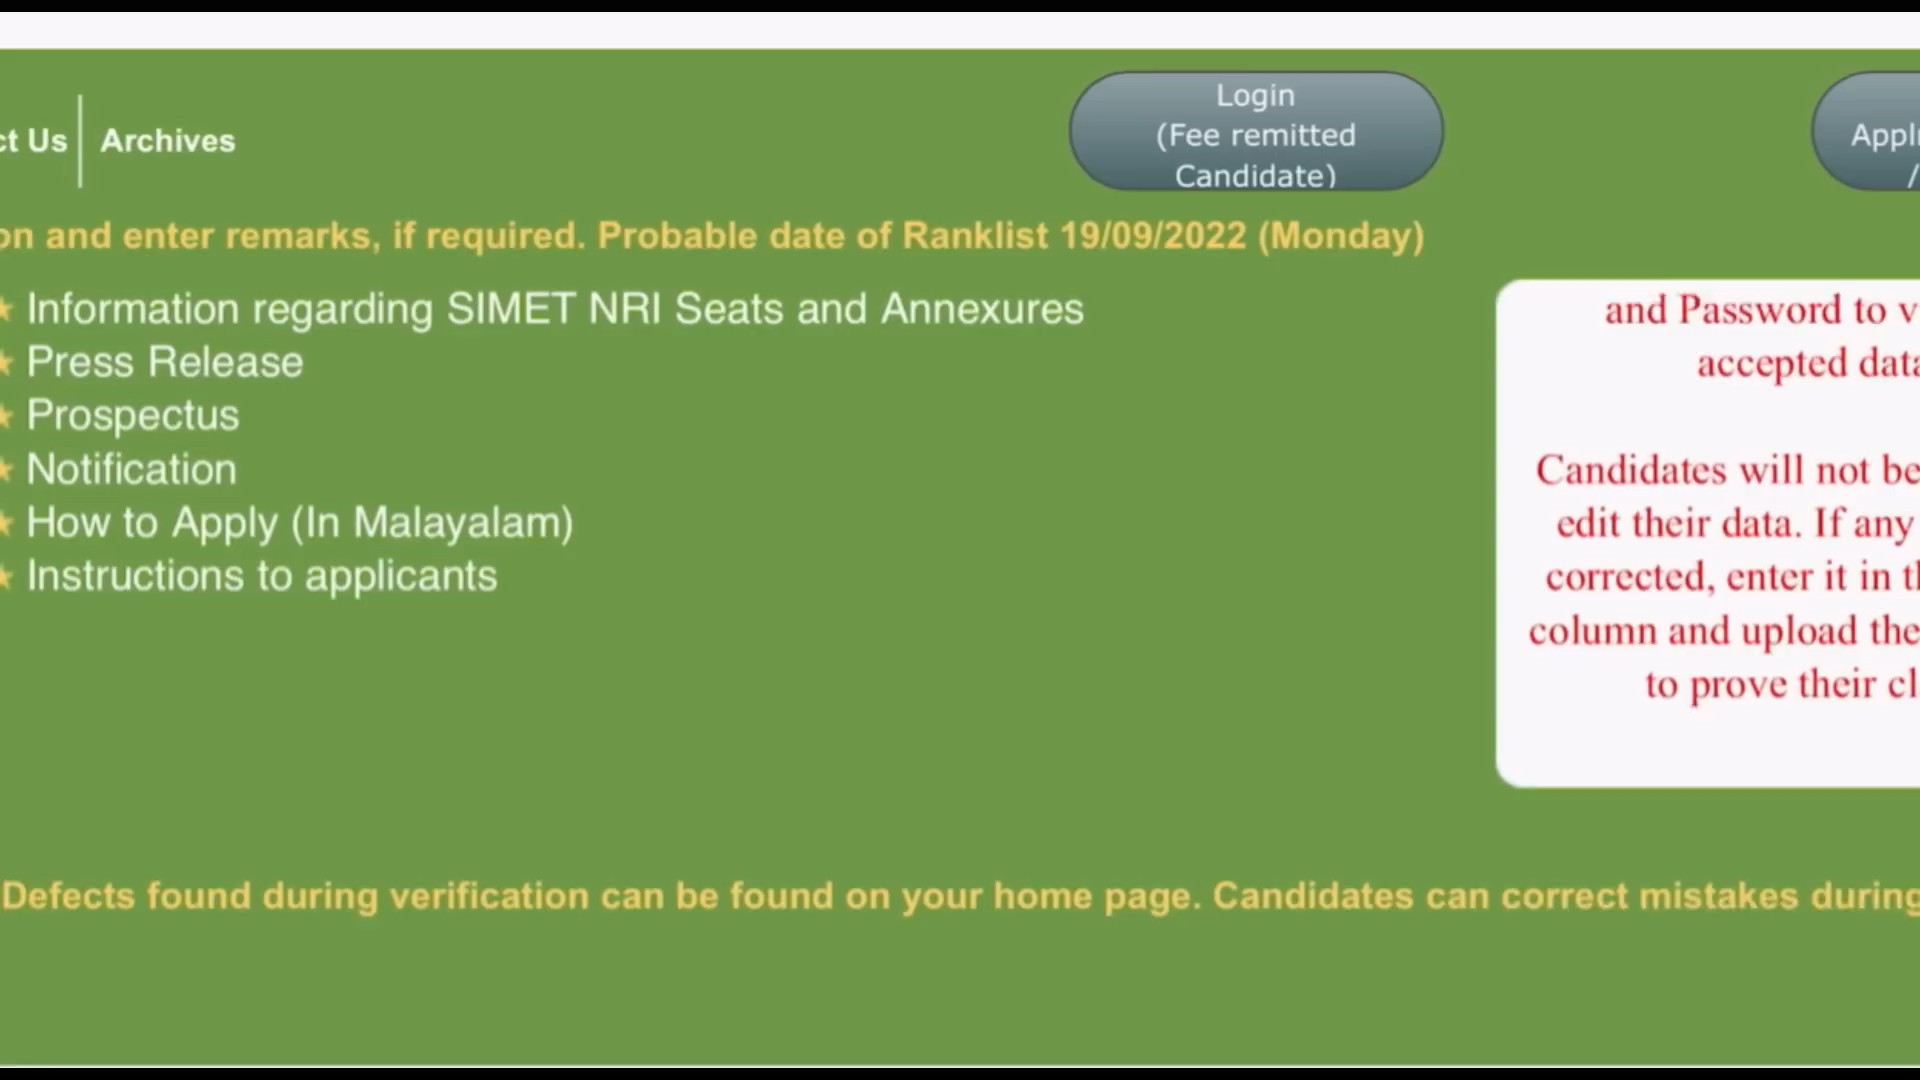 ct Us
Archives
Login
(Fee remitted
Candidate)
Appl
/
on and enter remarks, if required. Probable date of Ranklist 19/09/2022 (Monday)
Information regarding SIMET NRI Seats and Annexures
Press Release
Prospectus
Notification
How to Apply (In Malayalam)
Instructions to applicants
and Password to v
accepted data
Candidates will not be
edit their data. If any
corrected, enter it in th
column and upload the
to prove their cl
Defects found during verification can be found on your home page. Candidates can correct mistakes during